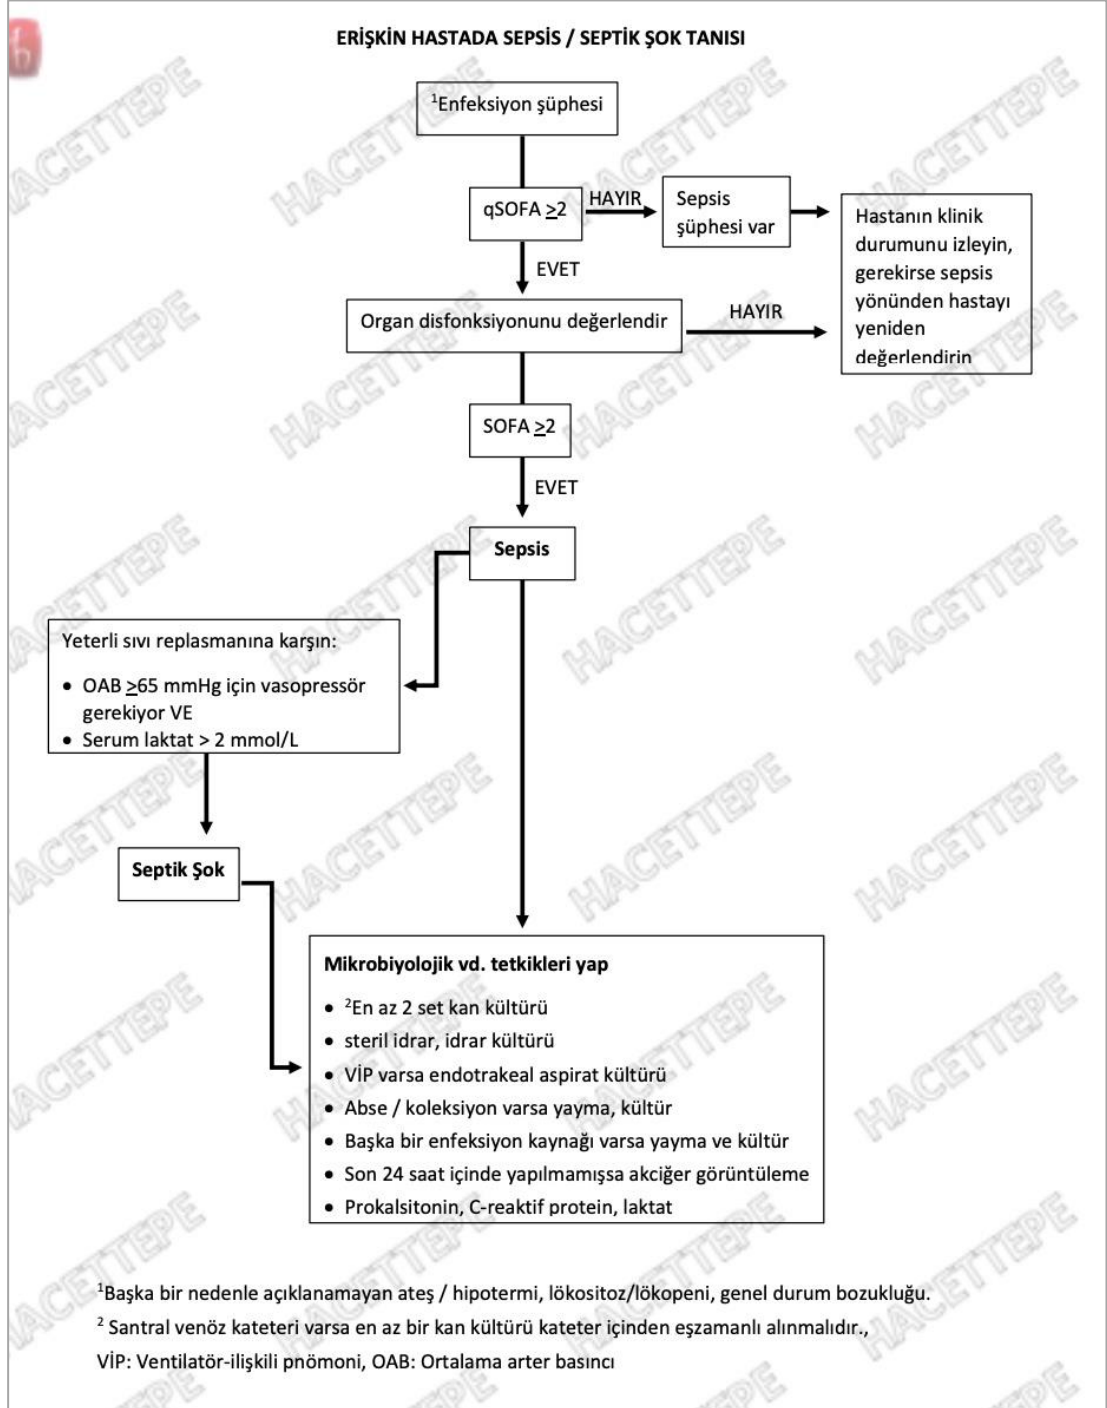 ERİŞKİN HASTADA SEPSİS / SEPTİK ŞOK TANISI
¹Enfeksiyon şüphesi
qSOFA ≥2
HAYIR
Sepsis
şüphesi var
Hastanın klinik
durumunu izleyin,
gerekirse sepsis
yönünden hastayı
yeniden
değerlendirin
EVET
Organ disfonksiyonunu değerlendir
HAYIR
SOFA ≥2
EVET
Sepsis
Yeterli sıvı replasmanına karşın:
• OAB ≥65 mmHg için vasopressör
gerekiyor VE
• Serum laktat > 2 mmol/L
Septik Şok
Mikrobiyolojik vd. tetkikleri yap
• ²En az 2 set kan kültürü
• steril idrar, idrar kültürü
• VİP varsa endotrakeal aspirat kültürü
• Abse / koleksiyon varsa yayma, kültür
• Başka bir enfeksiyon kaynağı varsa yayma ve kültür
• Son 24 saat içinde yapılmamışsa akciğer görüntüleme
• Prokalsitonin, C-reaktif protein, laktat
¹Başka bir nedenle açıklanamayan ateş / hipotermi, lökositoz/lökopeni, genel durum bozukluğu.
² Santral venöz kateteri varsa en az bir kan kültürü kateter içinden eşzamanlı alınmalıdır.,
VİP: Ventilatör-ilişkili pnömoni, OAB: Ortalama arter basıncı
HACETTEPE